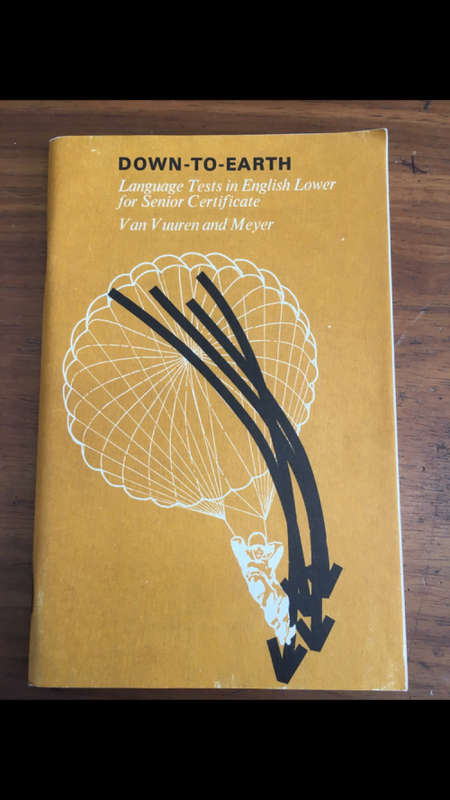 DOWN-TO-EARTH
Language Tests in English Lower
for Senior Certificate
Van Vuuren and Meyer